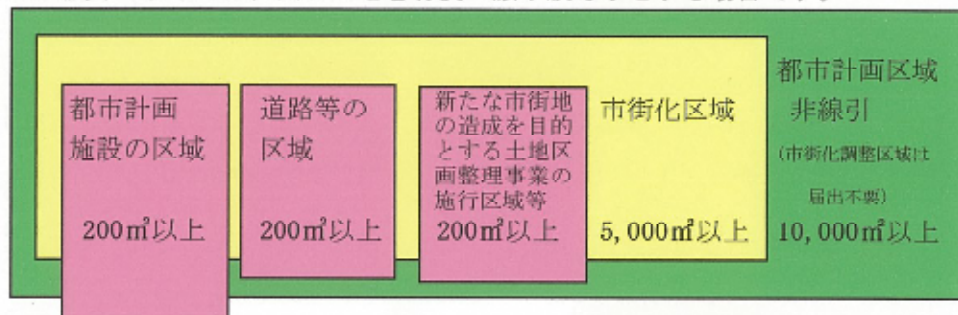 都市計画
施設の区域
200㎡以上
道路等の
区域
200㎡以上
新たな市街地
の造成を目的
とする土地区
画整理事業の
施行区域等
200㎡以上
市街化区域
5,000㎡以上
都市計画区域
非線引
(市街化調整区域は
届出不要)
10,000㎡以上